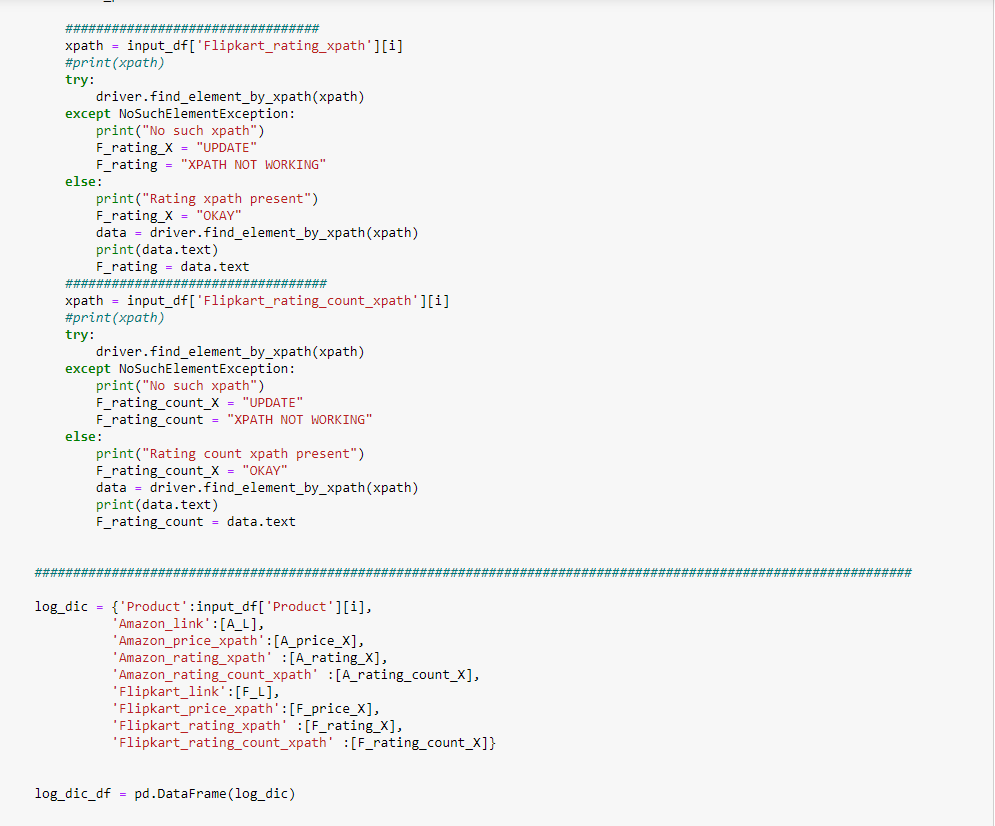 #################################
xpath = input_df['Flipkart_rating_xpath'][i]
#print(xpath)
try:
    driver.find_element_by_xpath(xpath)
except NoSuchElementException:
    print("No such xpath")
    F_rating_X = "UPDATE"
    F_rating = "XPATH NOT WORKING"
else:
    print("Rating xpath present")
    F_rating_X = "OKAY"
    data = driver.find_element_by_xpath(xpath)
    print(data.text)
    F_rating = data.text
##################################
xpath = input_df['Flipkart_rating_count_xpath'][i]
#print(xpath)
try:
    driver.find_element_by_xpath(xpath)
except NoSuchElementException:
    print("No such xpath")
    F_rating_count_X = "UPDATE"
    F_rating_count = "XPATH NOT WORKING"
else:
    print("Rating count xpath present")
    F_rating_count_X = "OKAY"
    data = driver.find_element_by_xpath(xpath)
    print(data.text)
    F_rating_count = data.text
##################################################################################################################
log_dic = {'Product':input_df['Product'][i],
          'Amazon_link':[A_L],
          'Amazon_price_xpath':[A_price_X],
          'Amazon_rating_xpath' :[A_rating_X],
          'Amazon_rating_count_xpath' :[A_rating_count_X],
          'Flipkart_link':[F_L],
          'Flipkart_price_xpath':[F_price_X],
          'Flipkart_rating_xpath' :[F_rating_X],
          'Flipkart_rating_count_xpath' :[F_rating_count_X]}
log_dic_df = pd.DataFrame(log_dic)